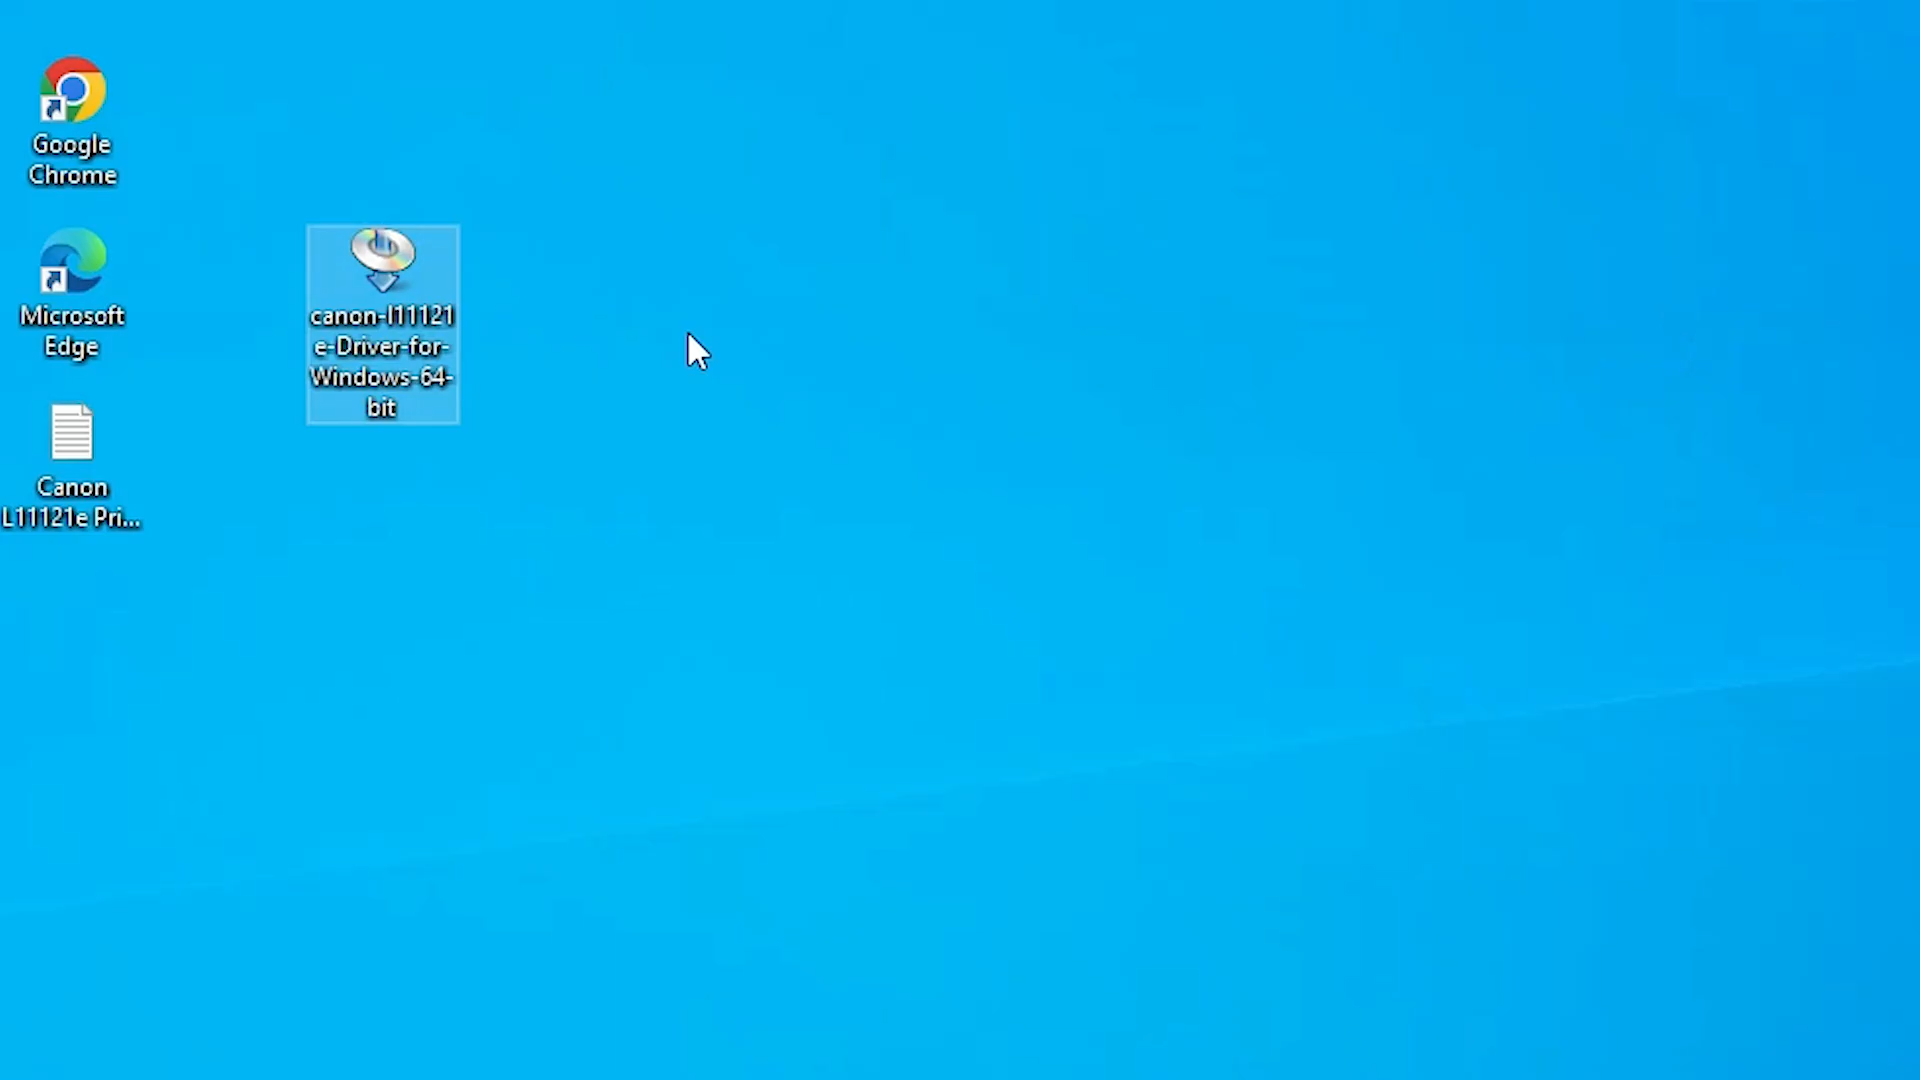 Google
Chrome
Microsoft
Edge
Canon
L11121e Pri...
canon-l11121
e-Driver-for-
Windows-64-
bit